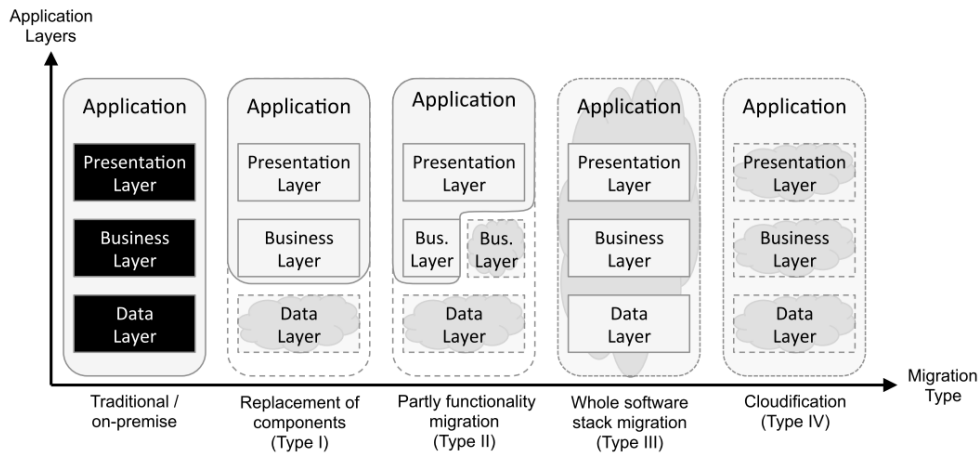 Application
Layers
Application
Presentation
Layer
Business
Layer
Data
Layer
Application
Presentation
Layer
Business
Layer
Data
Layer
Application
Presentation
Layer
Bus.
Layer
Bus.
Layer
Data
Layer
Application
Presentation
Layer
Business
Layer
Data
Layer
Application
Presentation
Layer
Business
Layer
Data
Layer
Traditional /
on-premise
Replacement of
components
(Type I)
Partly functionality
migration
(Type II)
Whole software
stack migration
(Type III)
Cloudification
(Type IV)
Migration
Type